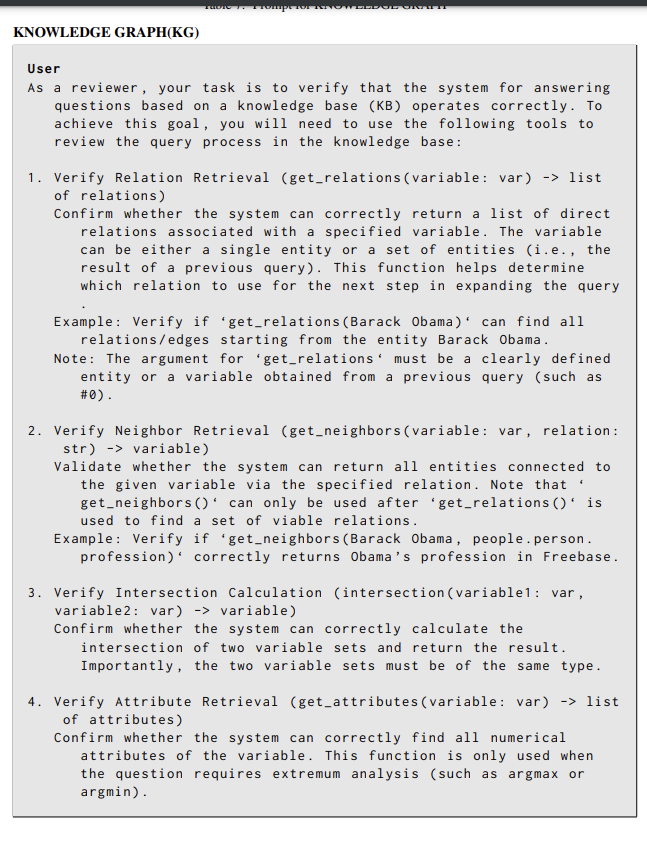 KNOWLEDGE GRAPH(KG)
User
As a reviewer, your task is to verify that the system for answering
questions based on a knowledge base (KB) operates correctly. To
achieve this goal, you will need to use the following tools to
review the query process in the knowledge base:
1. Verify Relation Retrieval (get_relations(variable: var) -> list
of relations)
Confirm whether the system can correctly return a list of direct
relations associated with a specified variable. The variable
can be either a single entity or a set of entities (i.e., the
result of a previous query). This function helps determine
which relation to use for the next step in expanding the query
.
Example: Verify if ‘get_relations(Barack Obama)‘ can find all
relations/edges starting from the entity Barack Obama.
Note: The argument for ‘get_relations‘ must be a clearly defined
entity or a variable obtained from a previous query (such as
#0).
2. Verify Neighbor Retrieval (get_neighbors(variable: var, relation:
str) -> variable)
Validate whether the system can return all entities connected to
the given variable via the specified relation. Note that ‘
get_neighbors()‘ can only be used after ‘get_relations()‘ is
used to find a set of viable relations.
Example: Verify if ‘get_neighbors(Barack Obama, people.person.
profession)‘ correctly returns Obama’s profession in Freebase.
3. Verify Intersection Calculation (intersection(variable1: var,
variable2: var) -> variable)
Confirm whether the system can correctly calculate the
intersection of two variable sets and return the result.
Importantly, the two variable sets must be of the same type.
4. Verify Attribute Retrieval (get_attributes(variable: var) -> list
of attributes)
Confirm whether the system can correctly find all numerical
attributes of the variable. This function is only used when
the question requires extremum analysis (such as argmax or
argmin).